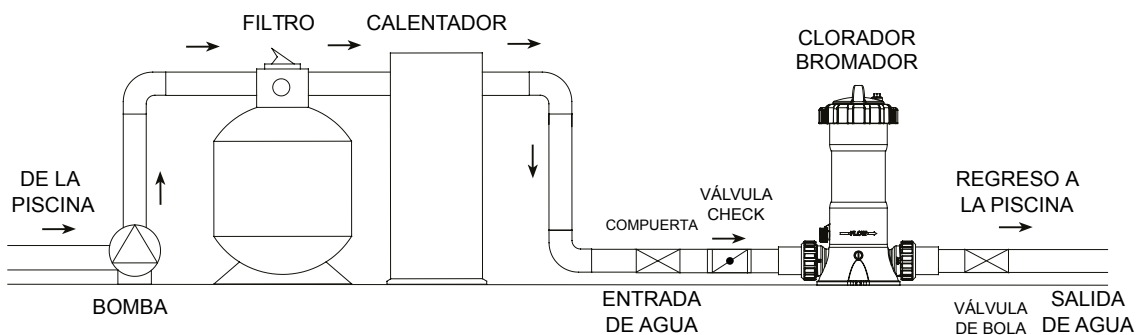 FILTRO
CALENTADOR
CLORADOR
BROMADOR
DE LA
PISCINA
VÁLVULA
CHECK
COMPUERTA
REGRESO A
LA PISCINA
FLOW
BOMBA
ENTRADA
DE AGUA
VÁLVULA
DE BOLA
SALIDA
DE AGUA